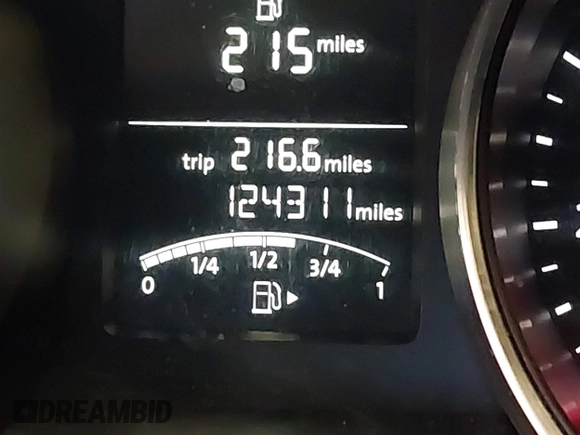 215 miles
trip 216.6 miles
124311 miles
0 1/4 1/2 3/4 1
DREAMBID